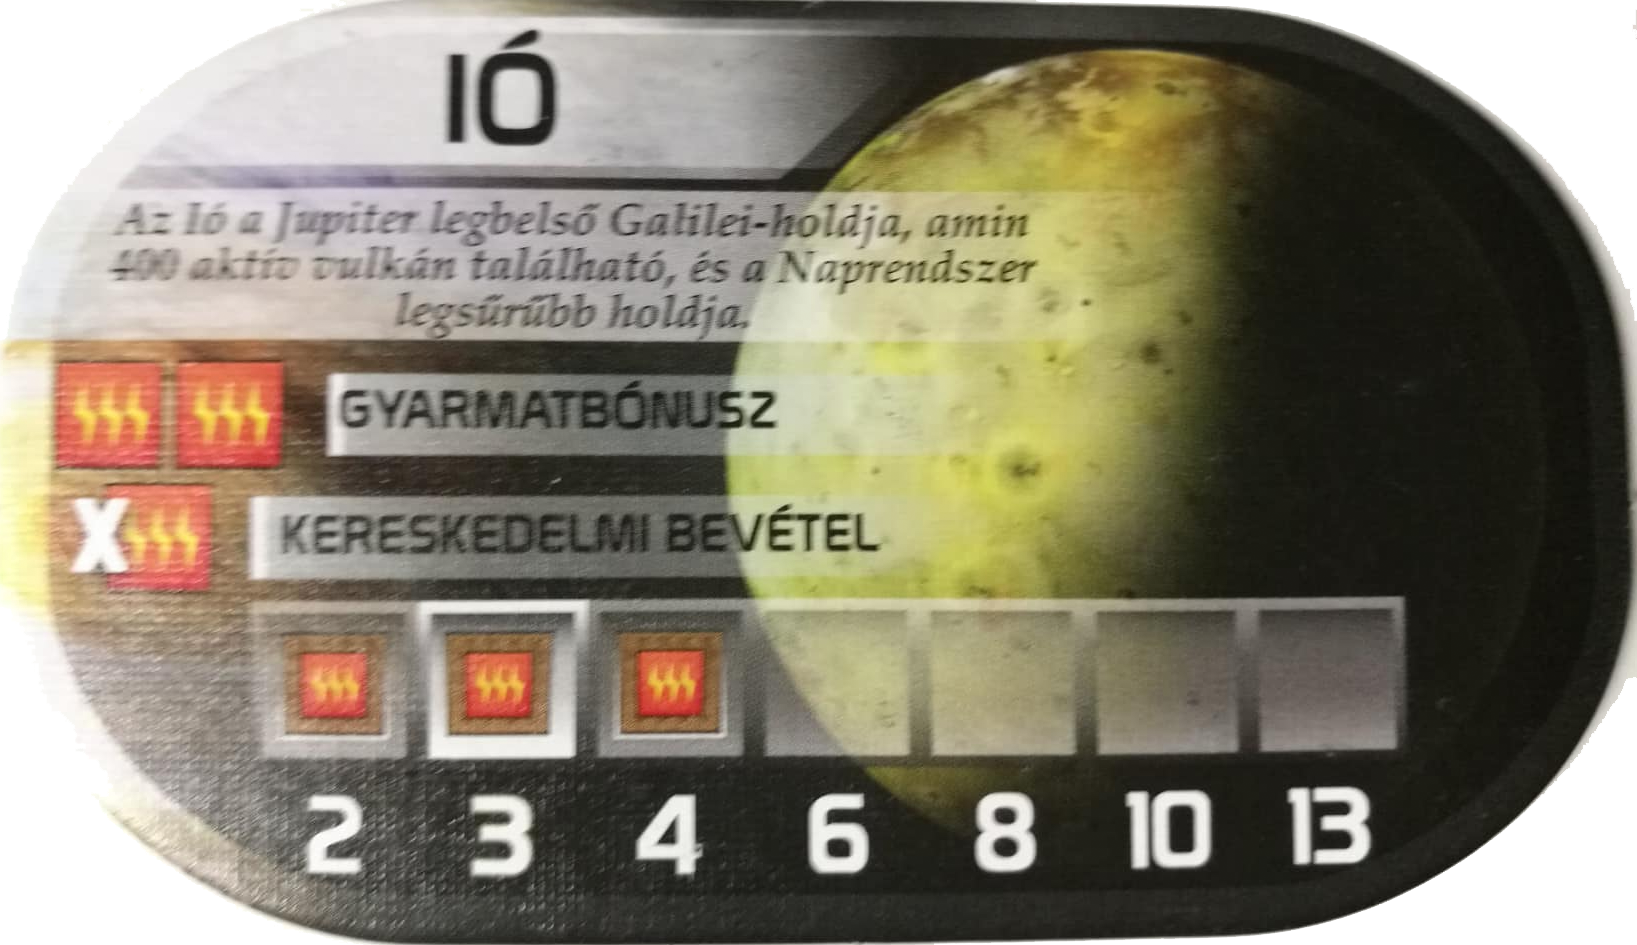 IÓ
Az Ió a Jupiter legbelső Galilei-holdja, amin
400 aktív vulkán található, és a Naprendszer
legsűrűbb holdja.
GYARMATBÓNUSZ
X
KERESKEDELMI BEVÉTEL
2 3 4 6 8 10 13